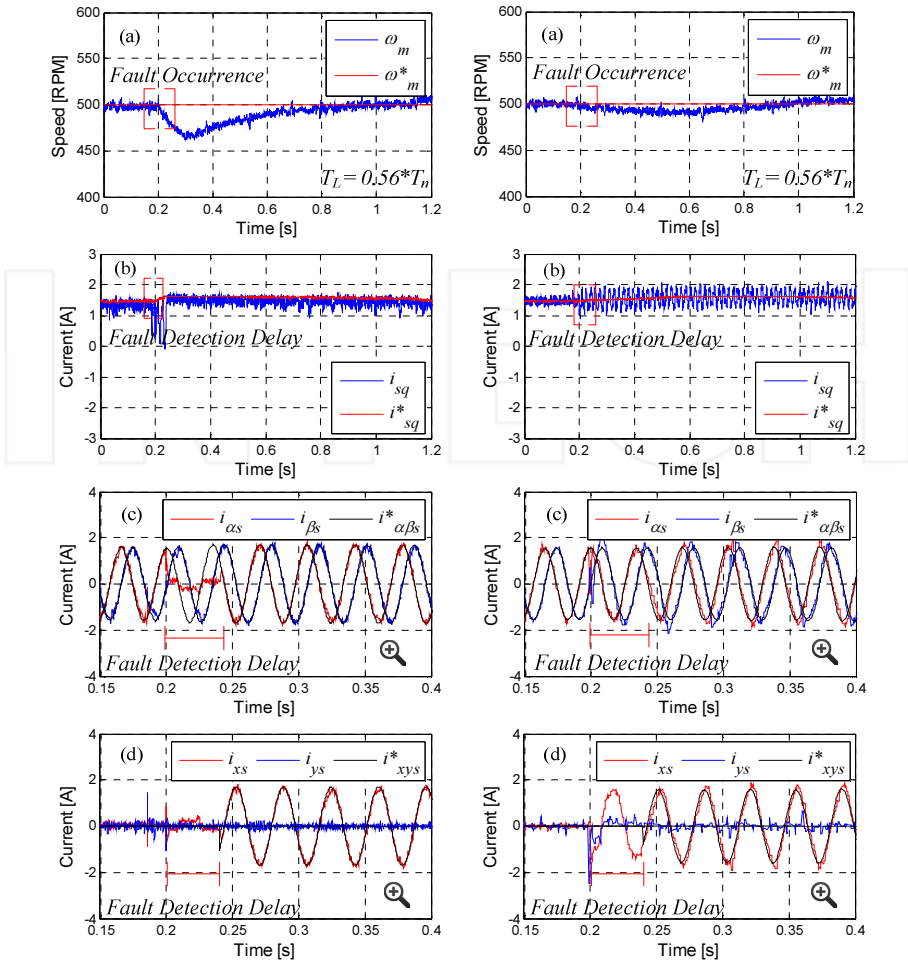 (a)
ω_m
ω*_m
Fault Occurrence
T_L = 0.56*T_n
Speed [RPM]
600
550
500
450
400
0 0.2 0.4 0.6 0.8 1 1.2
Time [s]
(a)
ω_m
ω*_m
Fault Occurrence
T_L = 0.56*T_n
Speed [RPM]
600
550
500
450
400
0 0.2 0.4 0.6 0.8 1 1.2
Time [s]
(b)
Fault Detection Delay
i_sq
i*_sq
Current [A]
3
2
1
0
-1
-2
-3
0 0.2 0.4 0.6 0.8 1 1.2
Time [s]
(b)
Fault Detection Delay
i_sq
i*_sq
Current [A]
3
2
1
0
-1
-2
-3
0 0.2 0.4 0.6 0.8 1 1.2
Time [s]
(c)
i_αs i_βs i*_αβs
Fault Detection Delay
Current [A]
4
2
0
-2
-4
0.15 0.2 0.25 0.3 0.35 0.4
Time [s]
(c)
i_αs i_βs i*_αβs
Fault Detection Delay
Current [A]
4
2
0
-2
-4
0.15 0.2 0.25 0.3 0.35 0.4
Time [s]
(d)
i_xs i_ys i*_xys
Fault Detection Delay
Current [A]
4
2
0
-2
-4
0.15 0.2 0.25 0.3 0.35 0.4
Time [s]
(d)
i_xs i_ys i*_xys
Fault Detection Delay
Current [A]
4
2
0
-2
-4
0.15 0.2 0.25 0.3 0.35 0.4
Time [s]